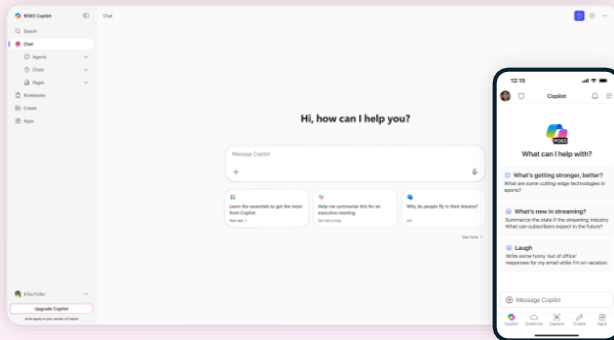 M365 Copilot
Chat
Search
Chat
Agents
Chats
Pages
Notebooks
Create
Apps
Hi, how can I help you?
Message Copilot
Learn the essentials to get the most
from Copilot
Help me summarize this for an
executive meeting
Why do people fly in their dreams?
See more
Upgrade Copilot
12:15
Copilot
M365
What can I help with?
What's getting stronger, better?
What are some cutting-edge technologies in
sports?
What's new in streaming?
Summarize the state if the streaming industry
What can subscribers expect in the future?
Laugh
Write some funny 'out of office'
responses for my email while I'm on vacation.
Message Copilot
Copilot
OneDrive
Capture
Create
Apps